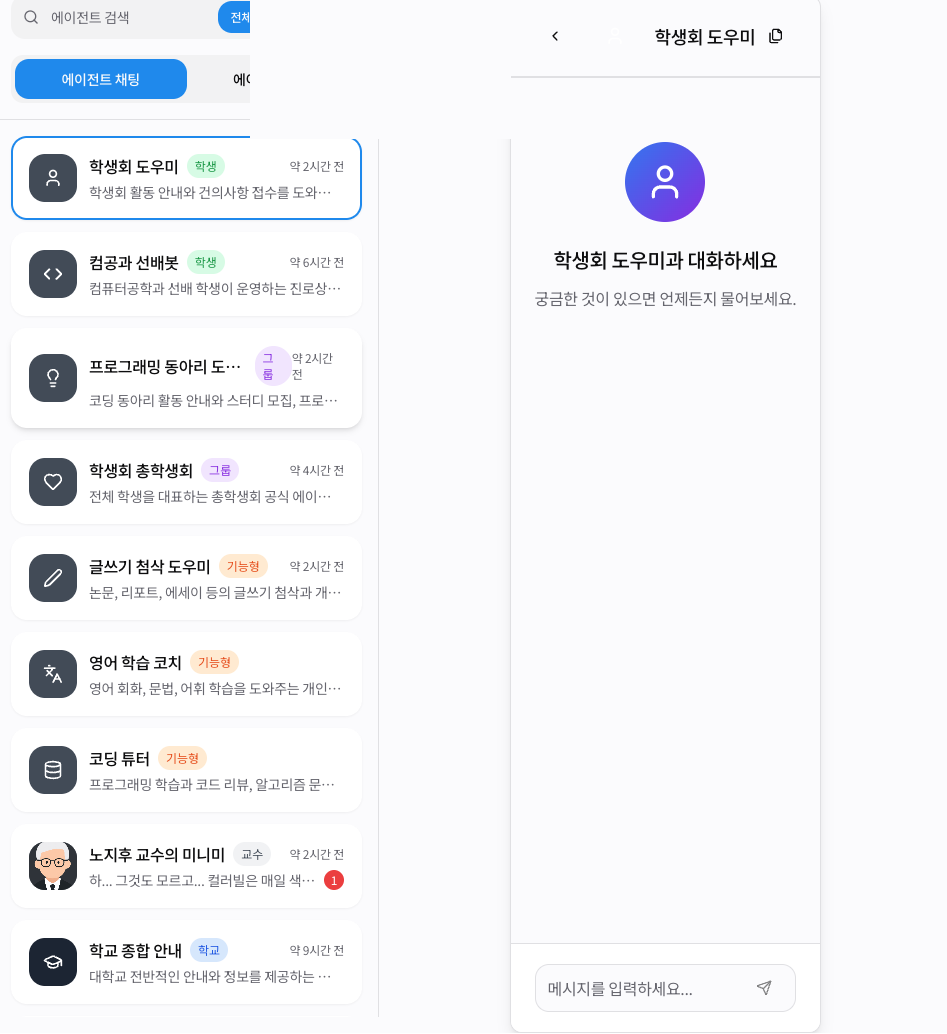 에이전트 검색
전체
에이전트 채팅
에이
학생회 도우미
학생
약 2시간 전
학생회 활동 안내와 건의사항 접수를 도와…
컴공과 선배봇
학생
약 6시간 전
컴퓨터공학과 선배 학생이 운영하는 진로상…
프로그래밍 동아리 도…
그
룹
약 2시간
전
코딩 동아리 활동 안내와 스터디 모집, 프로…
학생회 총학생회
그룹
약 4시간 전
전체 학생을 대표하는 총학생회 공식 에이…
글쓰기 첨삭 도우미
기능형
약 2시간 전
논문, 리포트, 에세이 등의 글쓰기 첨삭과 개…
영어 학습 코치
기능형
영어 회화, 문법, 어휘 학습을 도와주는 개인…
코딩 튜터
기능형
프로그래밍 학습과 코드 리뷰, 알고리즘 문…
노지후 교수의 미니미
교수
약 2시간 전
하... 그것도 모르고... 컬러빌은 매일 색…
1
학교 종합 안내
학교
약 9시간 전
대학교 전반적인 안내와 정보를 제공하는 …
학생회 도우미
학생회 도우미과 대화하세요
궁금한 것이 있으면 언제든지 물어보세요.
메시지를 입력하세요...